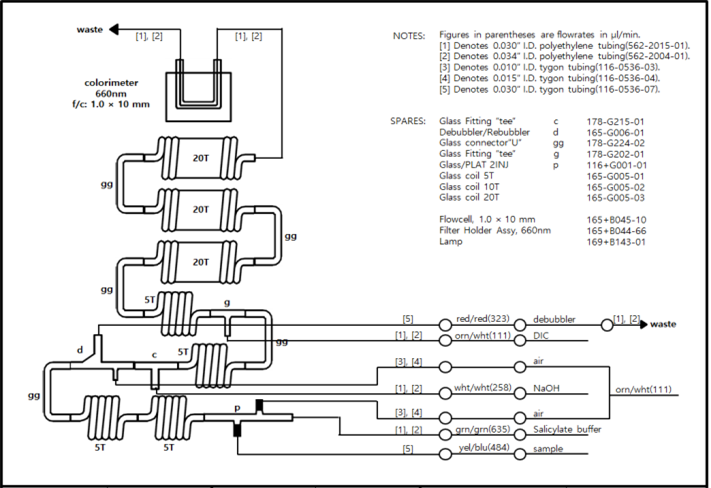 waste
[1], [2]
[1], [2]
colorimeter
660nm
f/c: 1.0 × 10 mm
NOTES:
Figures in parentheses are flowrates in µl/min.
[1] Denotes 0.030" I.D. polyethylene tubing(562-2015-01).
[2] Denotes 0.034" I.D. polyethylene tubing(562-2004-01).
[3] Denotes 0.010" I.D. tygon tubing(116-0536-03).
[4] Denotes 0.015" I.D. tygon tubing(116-0536-04).
[5] Denotes 0.030" I.D. tygon tubing(116-0536-07).
SPARES:
Glass Fitting "tee" c 178-G215-01
Debubbler/Rebubbler d 165-G006-01
Glass connector"U" gg 178-G224-02
Glass Fitting "tee" g 178-G202-01
Glass/PLAT 2INJ p 116+G001-01
Glass coil 5T 165-G005-01
Glass coil 10T 165-G005-02
Glass coil 20T 165-G005-03
Flowcell, 1.0 × 10 mm 165+B045-10
Filter Holder Assy, 660nm 165+B044-66
Lamp 169+B143-01
20T
gg
20T
gg
20T
gg
5T
g
gg
[5] red/red(323) debubbler [1], [2] waste
[1], [2] orn/wht(111) DIC
d
c
5T
[3], [4] air
gg
[1], [2] wht/wht(258) NaOH
orn/wht(111)
p
[3], [4] air
[1], [2] grn/grn(635) Salicylate buffer
5T
5T
[5] yel/blu(484) sample